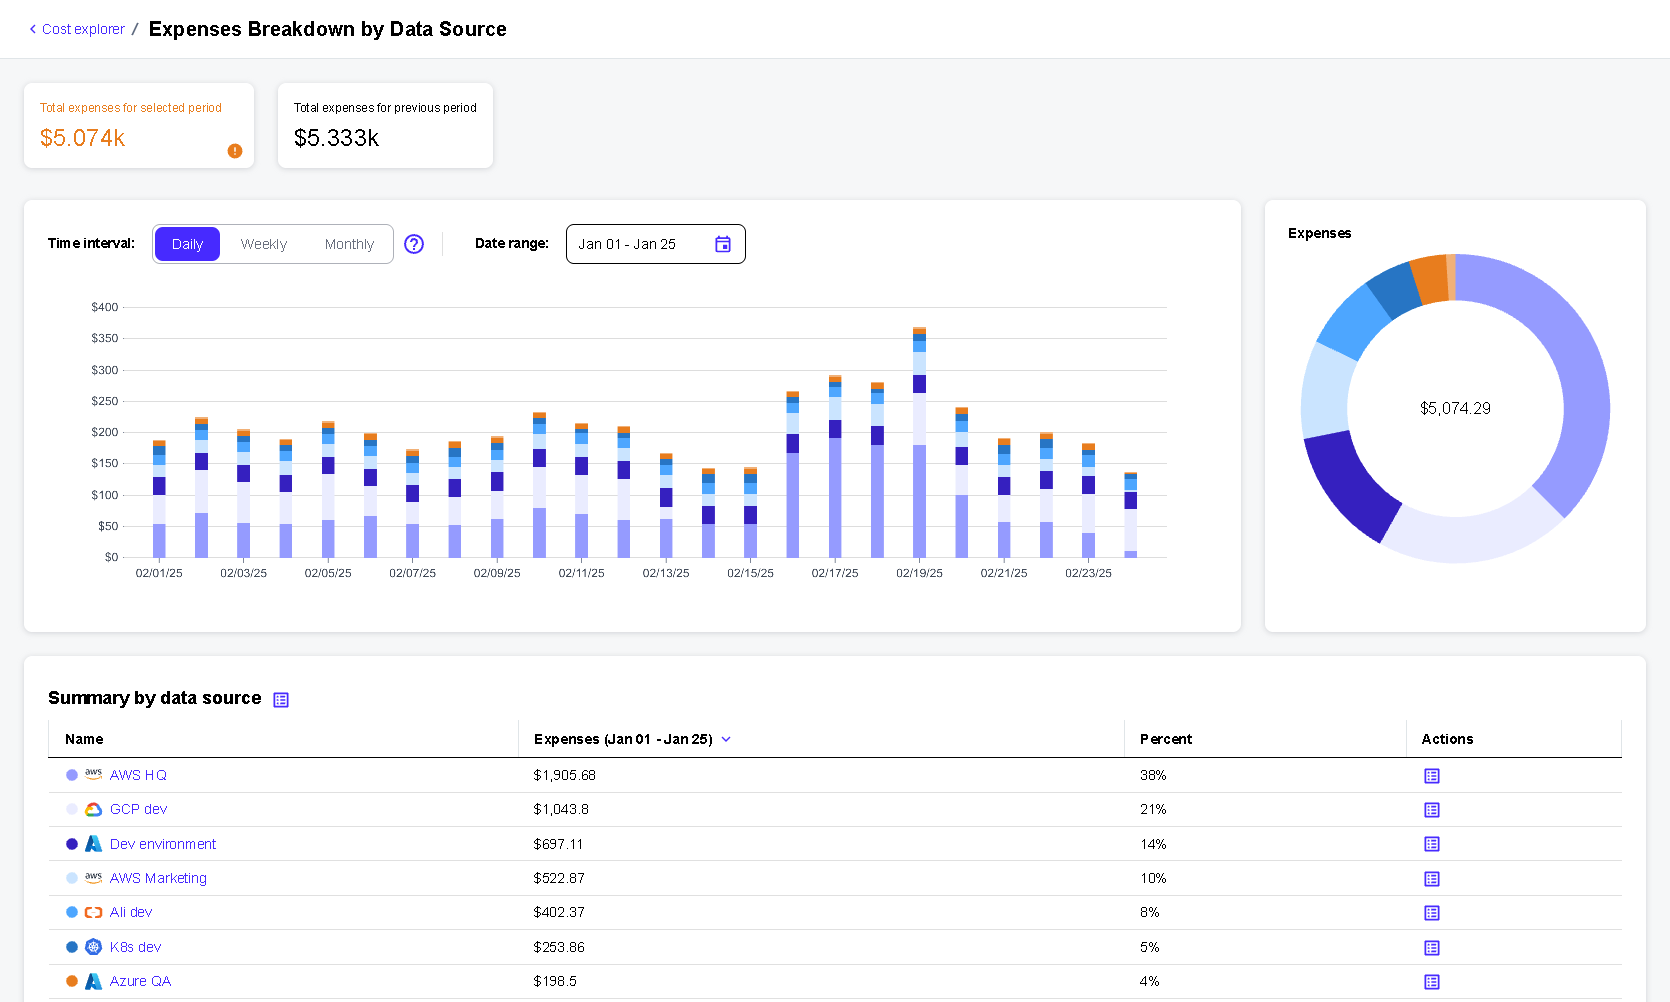 Cost explorer / Expenses Breakdown by Data Source
Total expenses for selected period
$5.074k
Total expenses for previous period
$5.333k
Time interval: Daily Weekly Monthly Date range: Jan 01 - Jan 25
$400
$350
$300
$250
$200
$150
$100
$50
$0
02/01/25 02/03/25 02/05/25 02/07/25 02/09/25 02/11/25 02/13/25 02/15/25 02/17/25 02/19/25 02/21/25 02/23/25
Expenses
$5,074.29
Summary by data source
Name Expenses (Jan 01 - Jan 25) Percent Actions
aws AWS HQ $1,905.68 38%
GCP dev $1,043.8 21%
Dev environment $697.11 14%
aws AWS Marketing $522.87 10%
Ali dev $402.37 8%
K8s dev $253.86 5%
Azure QA $198.5 4%